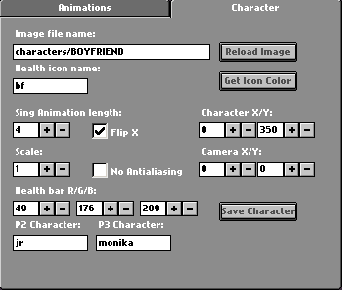 Animations Character
Image file name:
characters/BOYFRIEND Reload Image
Health icon name: Get Icon Color
bf
Sing Animation length: Character X/Y:
4 + - Flip X 0 + - 350 + -
Scale: Camera X/Y:
1 + - No Antialiasing 0 + - 0 + -
Health bar R/G/B:
49 + - 176 + - 209 + - Save Character
P2 Character: P3 Character:
jr monika